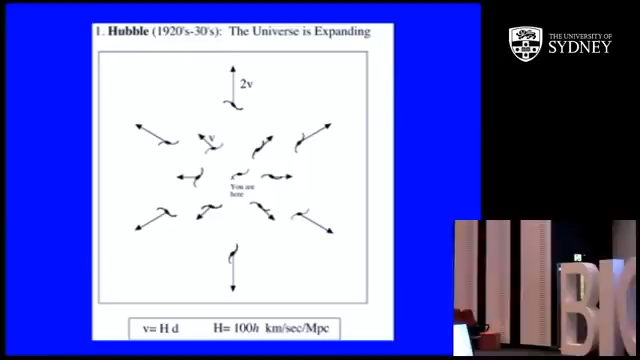 1. Hubble (1920's-30's): The Universe is Expanding
2v
v
You are
here
v= H d H= 100h km/sec/Mpc
THE UNIVERSITY OF
SYDNEY
BIG